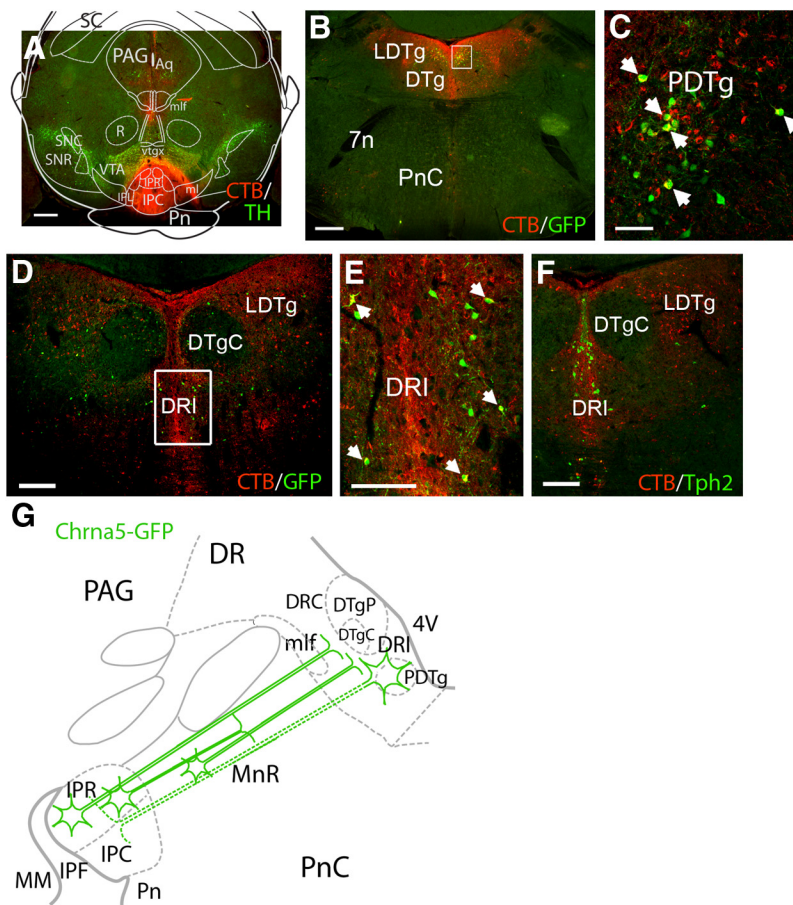 A
SC
PAG
Aq
mlf
R
SNC
SNR
vtgx
VTA
IPR
ml
IPL
IPC
CTB/
TH
Pn
B
LDTg
DTg
7n
PnC
CTB/GFP
C
PDTg
D
LDTg
DTgC
DRI
CTB/GFP
E
DRI
F
LDTg
DTgC
DRI
CTB/Tph2
G
Chrna5-GFP
DR
PAG
DRC
DTgP
4V
mlf
DTgC
DRI
PDTg
MnR
IPR
IPC
IPF
MM
Pn
PnC